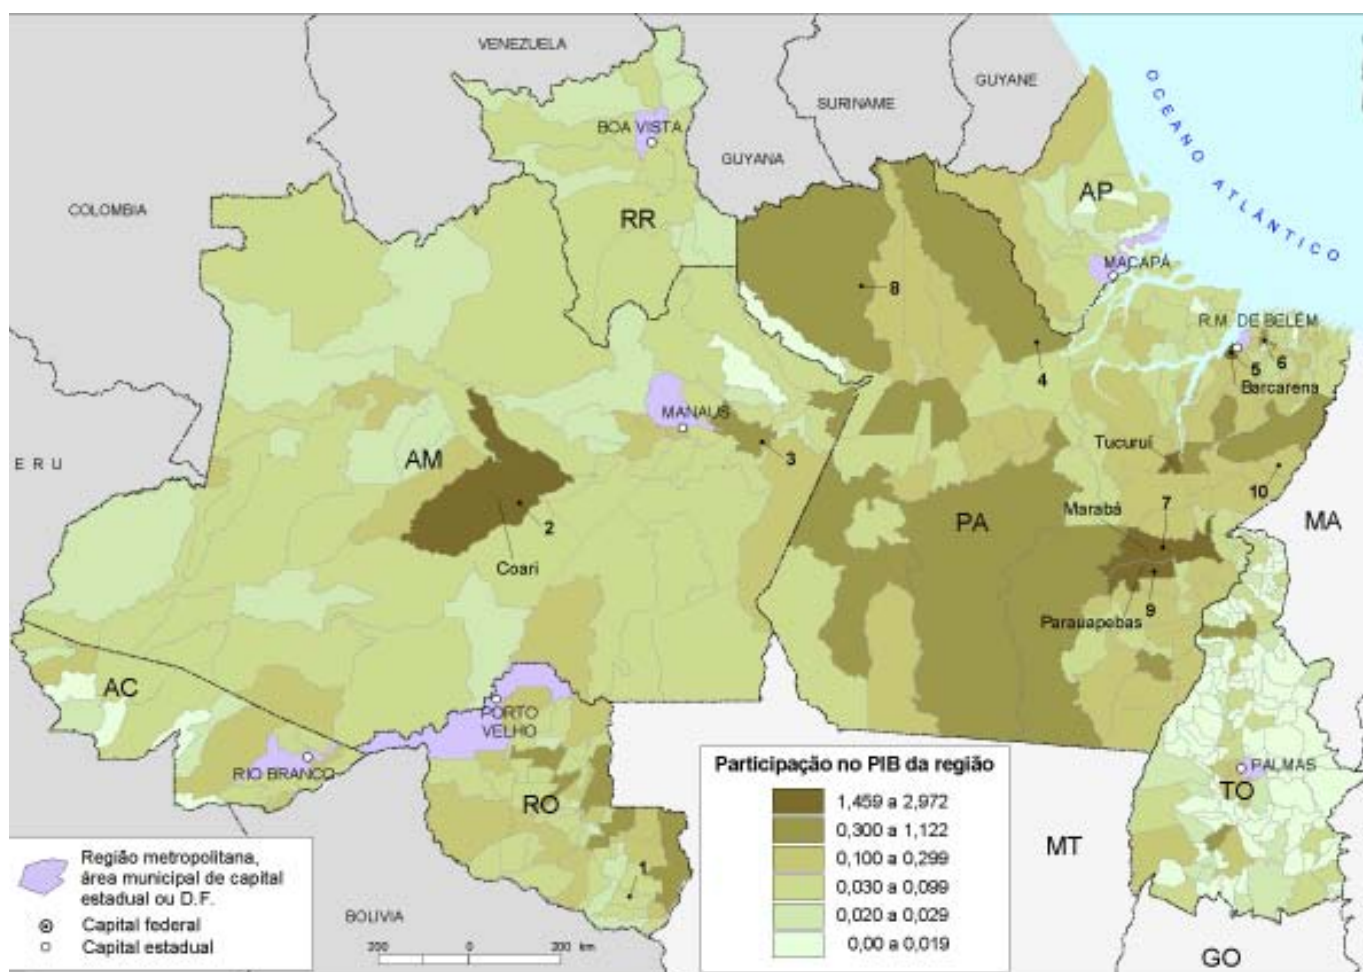 VENEZUELA
GUYANE
SURINAME
OCEANO ATLÂNTICO
BOA VISTA
GUYANA
AP
COLOMBIA
RR
MACAPÁ
8
R.M. DE BELÉM
4
5
6
Barcarena
MANAUS
Tucuruí
ERU
AM
3
10
7
2
PA
Marabá
MA
Coari
9
Parauapebas
AC
PORTO
VELHO
RIO BRANCO
PALMAS
RO
TO
MT
1
BOLIVIA
GO
Participação no PIB da região
1,459 a 2,972
0,300 a 1,122
0,100 a 0,299
0,030 a 0,099
0,020 a 0,029
0,00 a 0,019
Região metropolitana,
área municipal de capital
estadual ou D.F.
Capital federal
Capital estadual
200 0 200 km